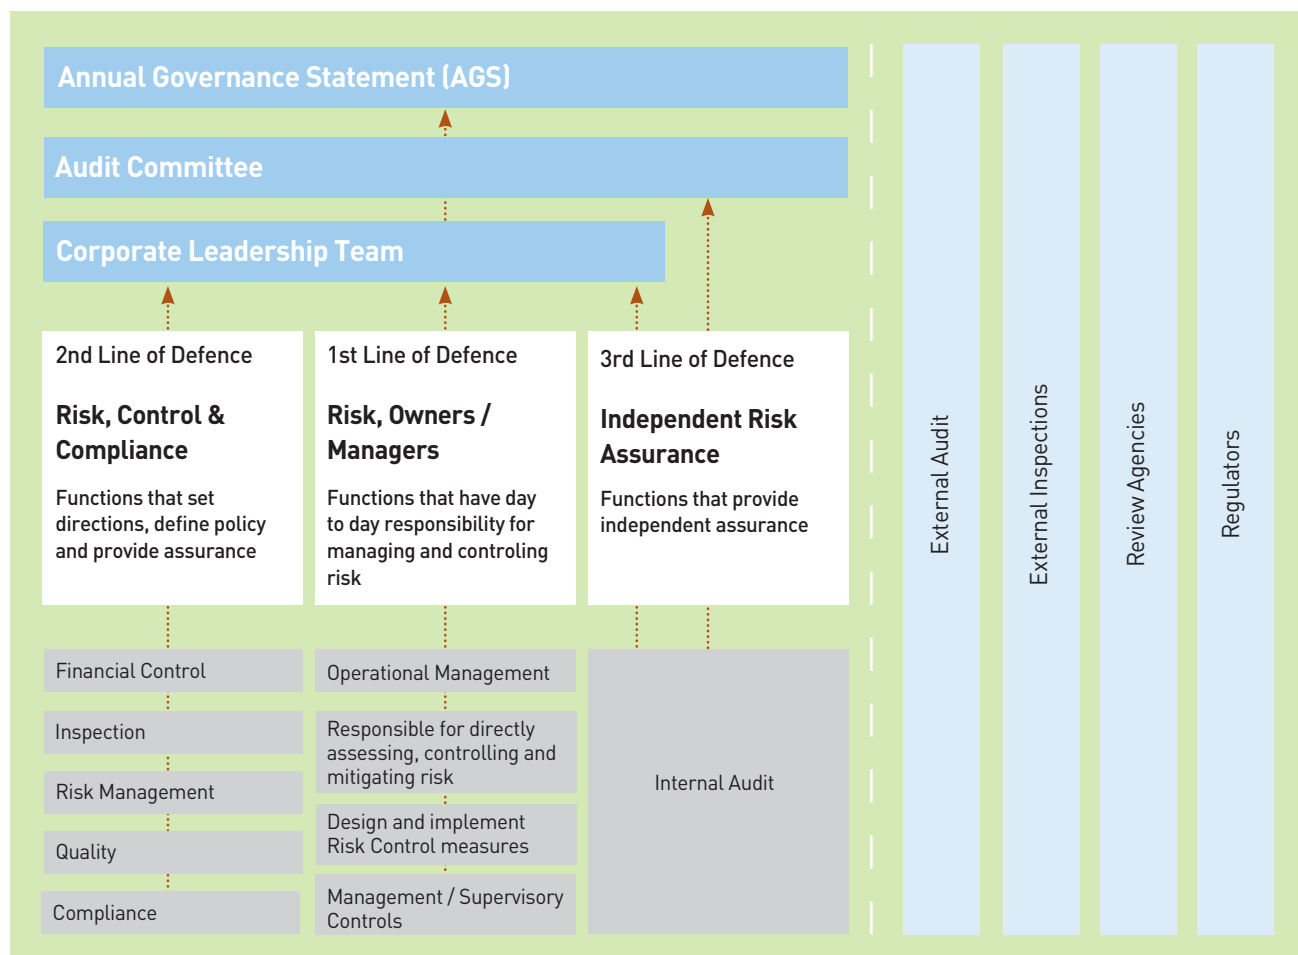 Annual Governance Statement (AGS)
Audit Committee
Corporate Leadership Team
2nd Line of Defence
Risk, Control &
Compliance
Functions that set
directions, define policy
and provide assurance
1st Line of Defence
Risk, Owners /
Managers
Functions that have day
to day responsibility for
managing and controling
risk
3rd Line of Defence
Independent Risk
Assurance
Functions that provide
independent assurance
Financial Control
Inspection
Risk Management
Quality
Compliance
Operational Management
Responsible for directly
assessing, controlling and
mitigating risk
Design and implement
Risk Control measures
Management / Supervisory
Controls
Internal Audit
External Audit
External Inspections
Review Agencies
Regulators